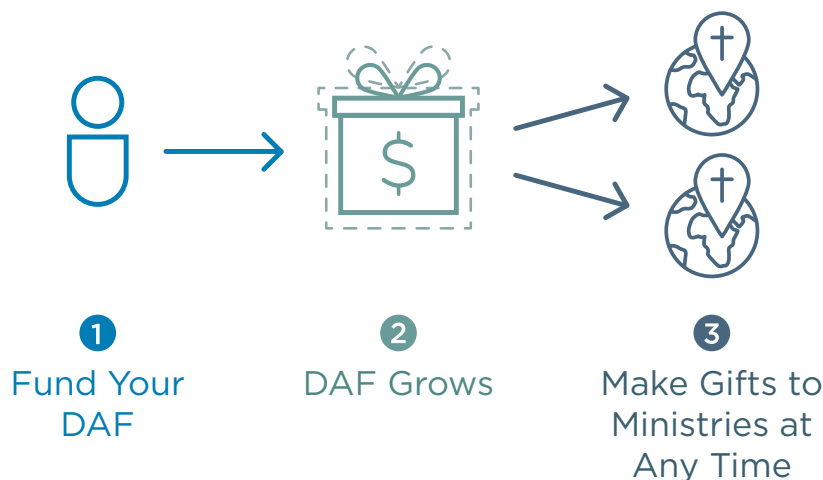 $
1
Fund Your
DAF
2
DAF Grows
3
Make Gifts to
Ministries at
Any Time